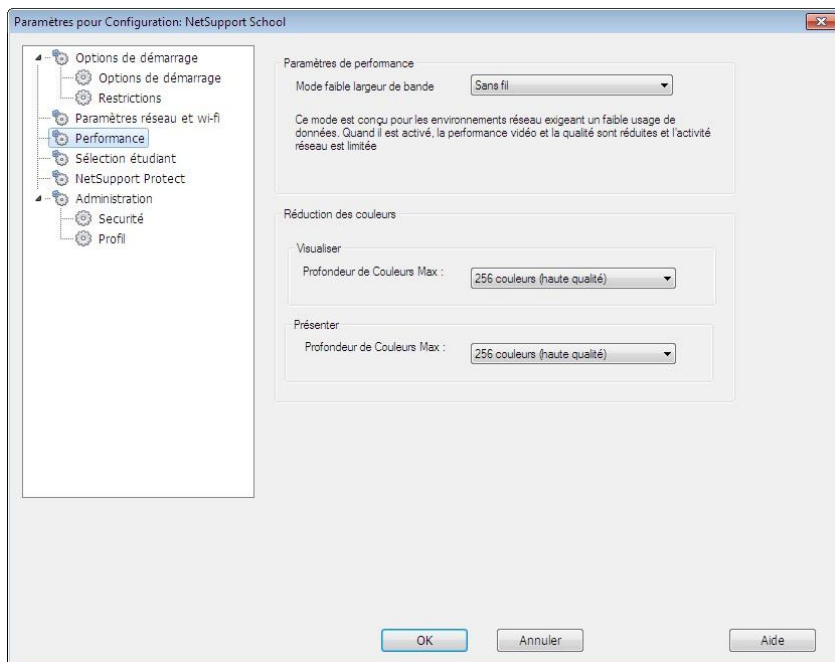 Paramètres pour Configuration: NetSupport School
Options de démarrage
Options de démarrage
Restrictions
Paramètres réseau et wi-fi
Performance
Sélection étudiant
NetSupport Protect
Administration
Securité
Profil
Paramètres de performance
Mode faible largeur de bande
Sans fil
Ce mode est conçu pour les environnements réseau exigeant un faible usage de
données. Quand il est activé, la performance vidéo et la qualité sont réduites et l'activité
réseau est limitée
Réduction des couleurs
Visualiser
Profondeur de Couleurs Max :
256 couleurs (haute qualité)
Présenter
Profondeur de Couleurs Max :
256 couleurs (haute qualité)
OK
Annuler
Aide